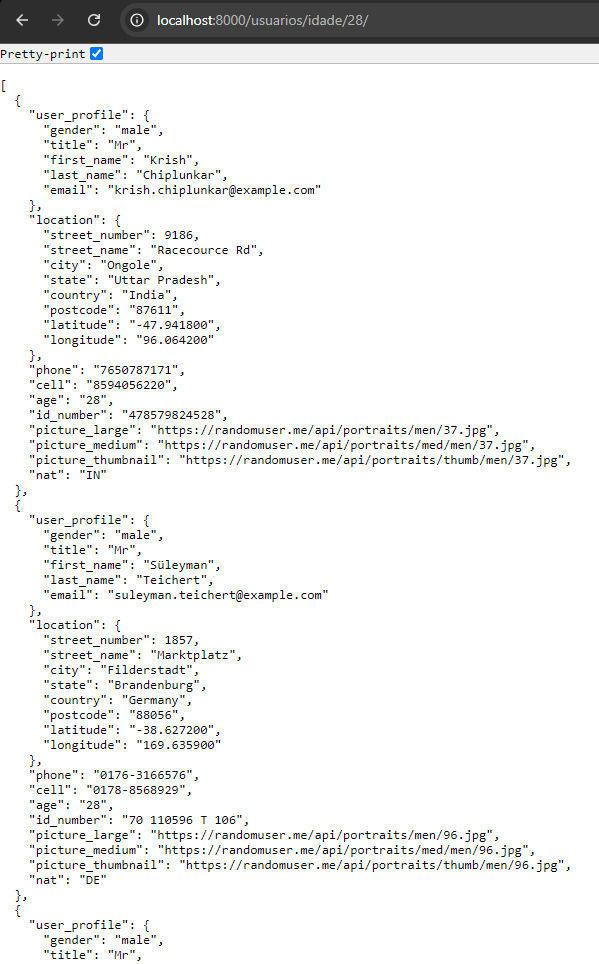 localhost:8000/usuarios/idade/28/
Pretty-print
[
  {
    "user_profile": {
      "gender": "male",
      "title": "Mr",
      "first_name": "Krish",
      "last_name": "Chiplunkar",
      "email": "krish.chiplunkar@example.com"
    },
    "location": {
      "street_number": 9186,
      "street_name": "Racecource Rd",
      "city": "Ongole",
      "state": "Uttar Pradesh",
      "country": "India",
      "postcode": "87611",
      "latitude": "-47.941800",
      "longitude": "96.064200"
    },
    "phone": "7650787171",
    "cell": "8594056220",
    "age": "28",
    "id_number": "478579824528",
    "picture_large": "https://randomuser.me/api/portraits/men/37.jpg",
    "picture_medium": "https://randomuser.me/api/portraits/med/men/37.jpg",
    "picture_thumbnail": "https://randomuser.me/api/portraits/thumb/men/37.jpg",
    "nat": "IN"
  },
  {
    "user_profile": {
      "gender": "male",
      "title": "Mr",
      "first_name": "Süleyman",
      "last_name": "Teichert",
      "email": "suleyman.teichert@example.com"
    },
    "location": {
      "street_number": 1857,
      "street_name": "Marktplatz",
      "city": "Filderstadt",
      "state": "Brandenburg",
      "country": "Germany",
      "postcode": "88056",
      "latitude": "-38.627200",
      "longitude": "169.635900"
    },
    "phone": "0176-3166576",
    "cell": "0178-8568929",
    "age": "28",
    "id_number": "70 110596 T 106",
    "picture_large": "https://randomuser.me/api/portraits/men/96.jpg",
    "picture_medium": "https://randomuser.me/api/portraits/med/men/96.jpg",
    "picture_thumbnail": "https://randomuser.me/api/portraits/thumb/men/96.jpg",
    "nat": "DE"
  },
  {
    "user_profile": {
      "gender": "male",
      "title": "Mr",